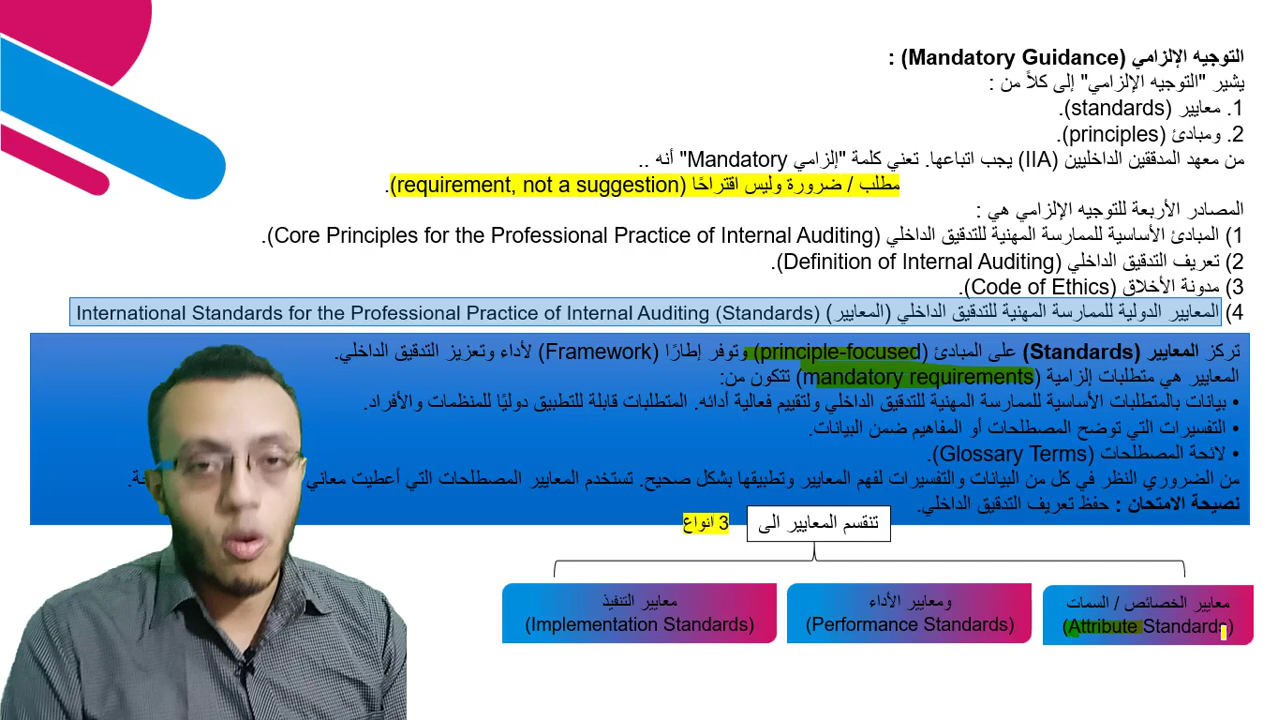 التوجيه الإلزامي (Mandatory Guidance) :
يشير "التوجيه الإلزامي" إلى كلاً من :
1. معايير (standards).
2. ومبادئ (principles).
من معهد المدققين الداخليين (IIA) يجب اتباعها. تعني كلمة "إلزامي Mandatory" أنه ..
مطلب / ضرورة وليس اقتراحًا (requirement, not a suggestion).
المصادر الأربعة للتوجيه الإلزامي هي :
1) المبادئ الأساسية للممارسة المهنية للتدقيق الداخلي (Core Principles for the Professional Practice of Internal Auditing).
2) تعريف التدقيق الداخلي (Definition of Internal Auditing).
3) مدونة الأخلاق (Code of Ethics).
4) المعايير الدولية للممارسة المهنية للتدقيق الداخلي (المعايير) International Standards for the Professional Practice of Internal Auditing (Standards)
تركز المعايير (Standards) على المبادئ (principle-focused) وتوفر إطارًا (Framework) لأداء وتعزيز التدقيق الداخلي.
المعايير هي متطلبات إلزامية (mandatory requirements) تتكون من:
• بيانات بالمتطلبات الأساسية للممارسة المهنية للتدقيق الداخلي ولتقييم فعالية أدائه. المتطلبات قابلة للتطبيق دوليًا للمنظمات والأفراد.
• التفسيرات التي توضح المصطلحات أو المفاهيم ضمن البيانات.
• لائحة المصطلحات (Glossary Terms).
من الضروري النظر في كل من البيانات والتفسيرات لفهم المعايير وتطبيقها بشكل صحيح. تستخدم المعايير المصطلحات التي أعطيت معاني
نصيحة الامتحان : حفظ تعريف التدقيق الداخلي.
تنقسم المعايير الى
3 انواع
معايير الخصائص / السمات
(Attribute Standards)
ومعايير الأداء
(Performance Standards)
معايير التنفيذ
(Implementation Standards)